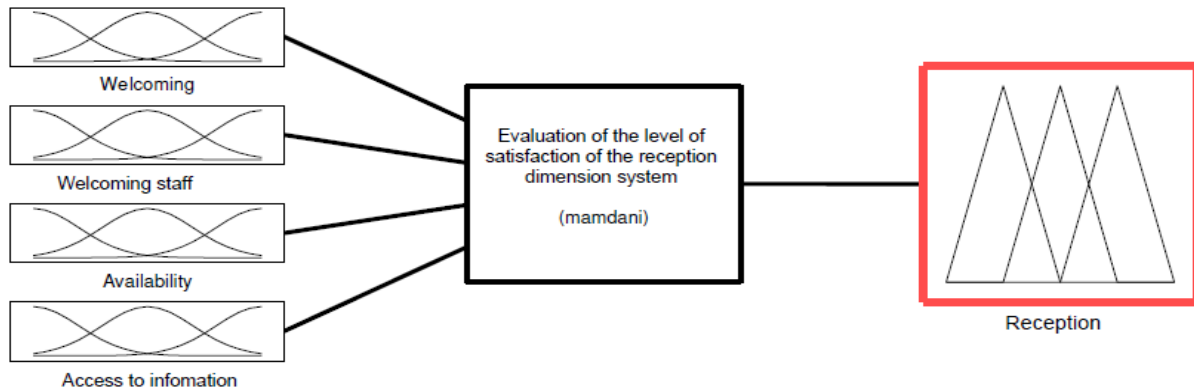 Welcoming
Welcoming staff
Availability
Access to infomation
Evaluation of the level of
satisfaction of the reception
dimension system
(mamdani)
Reception